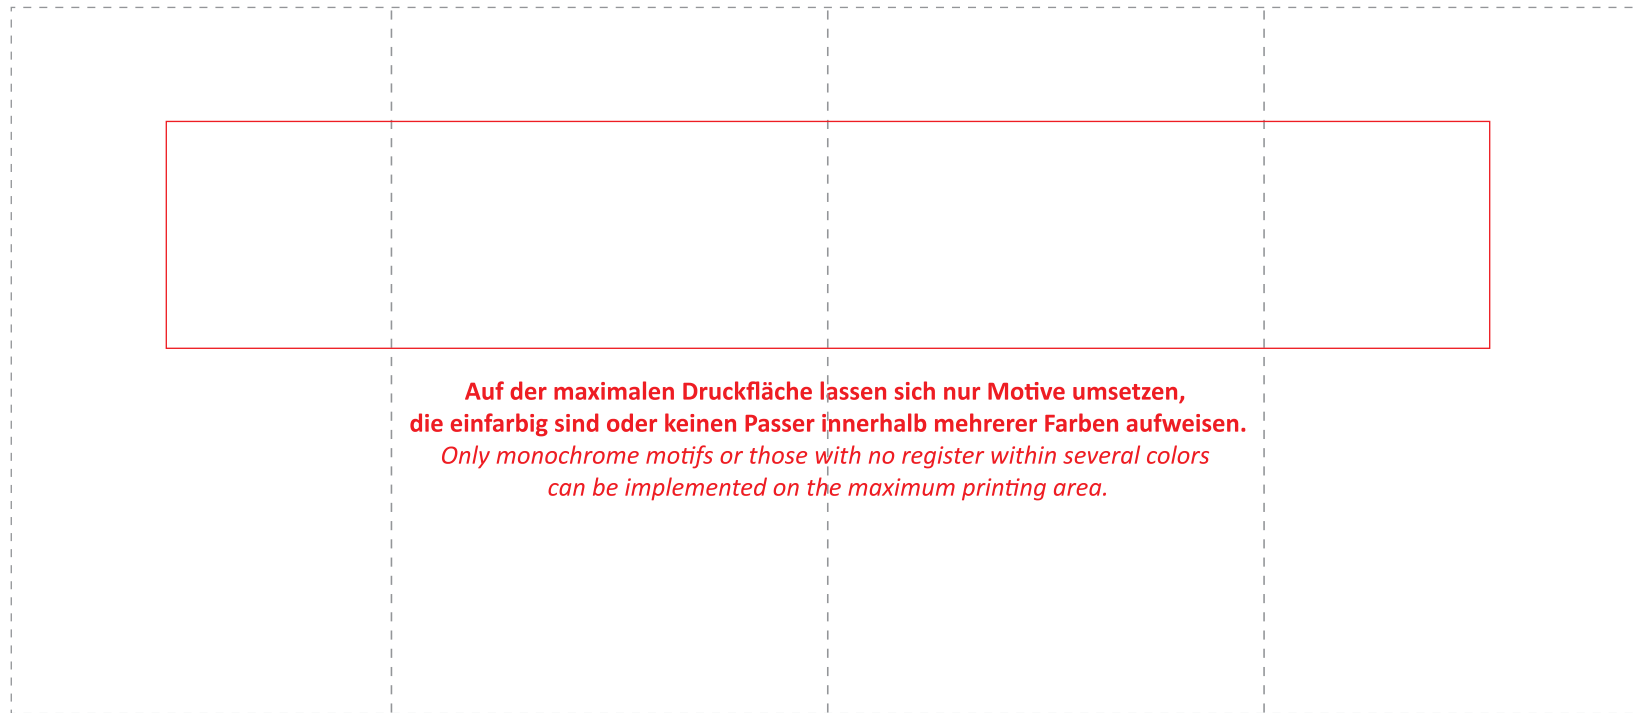 Auf der maximalen Druckfläche lassen sich nur Motive umsetzen,
die einfarbig sind oder keinen Passer innerhalb mehrerer Farben aufweisen.
Only monochrome motifs or those with no register within several colors
can be implemented on the maximum printing area.